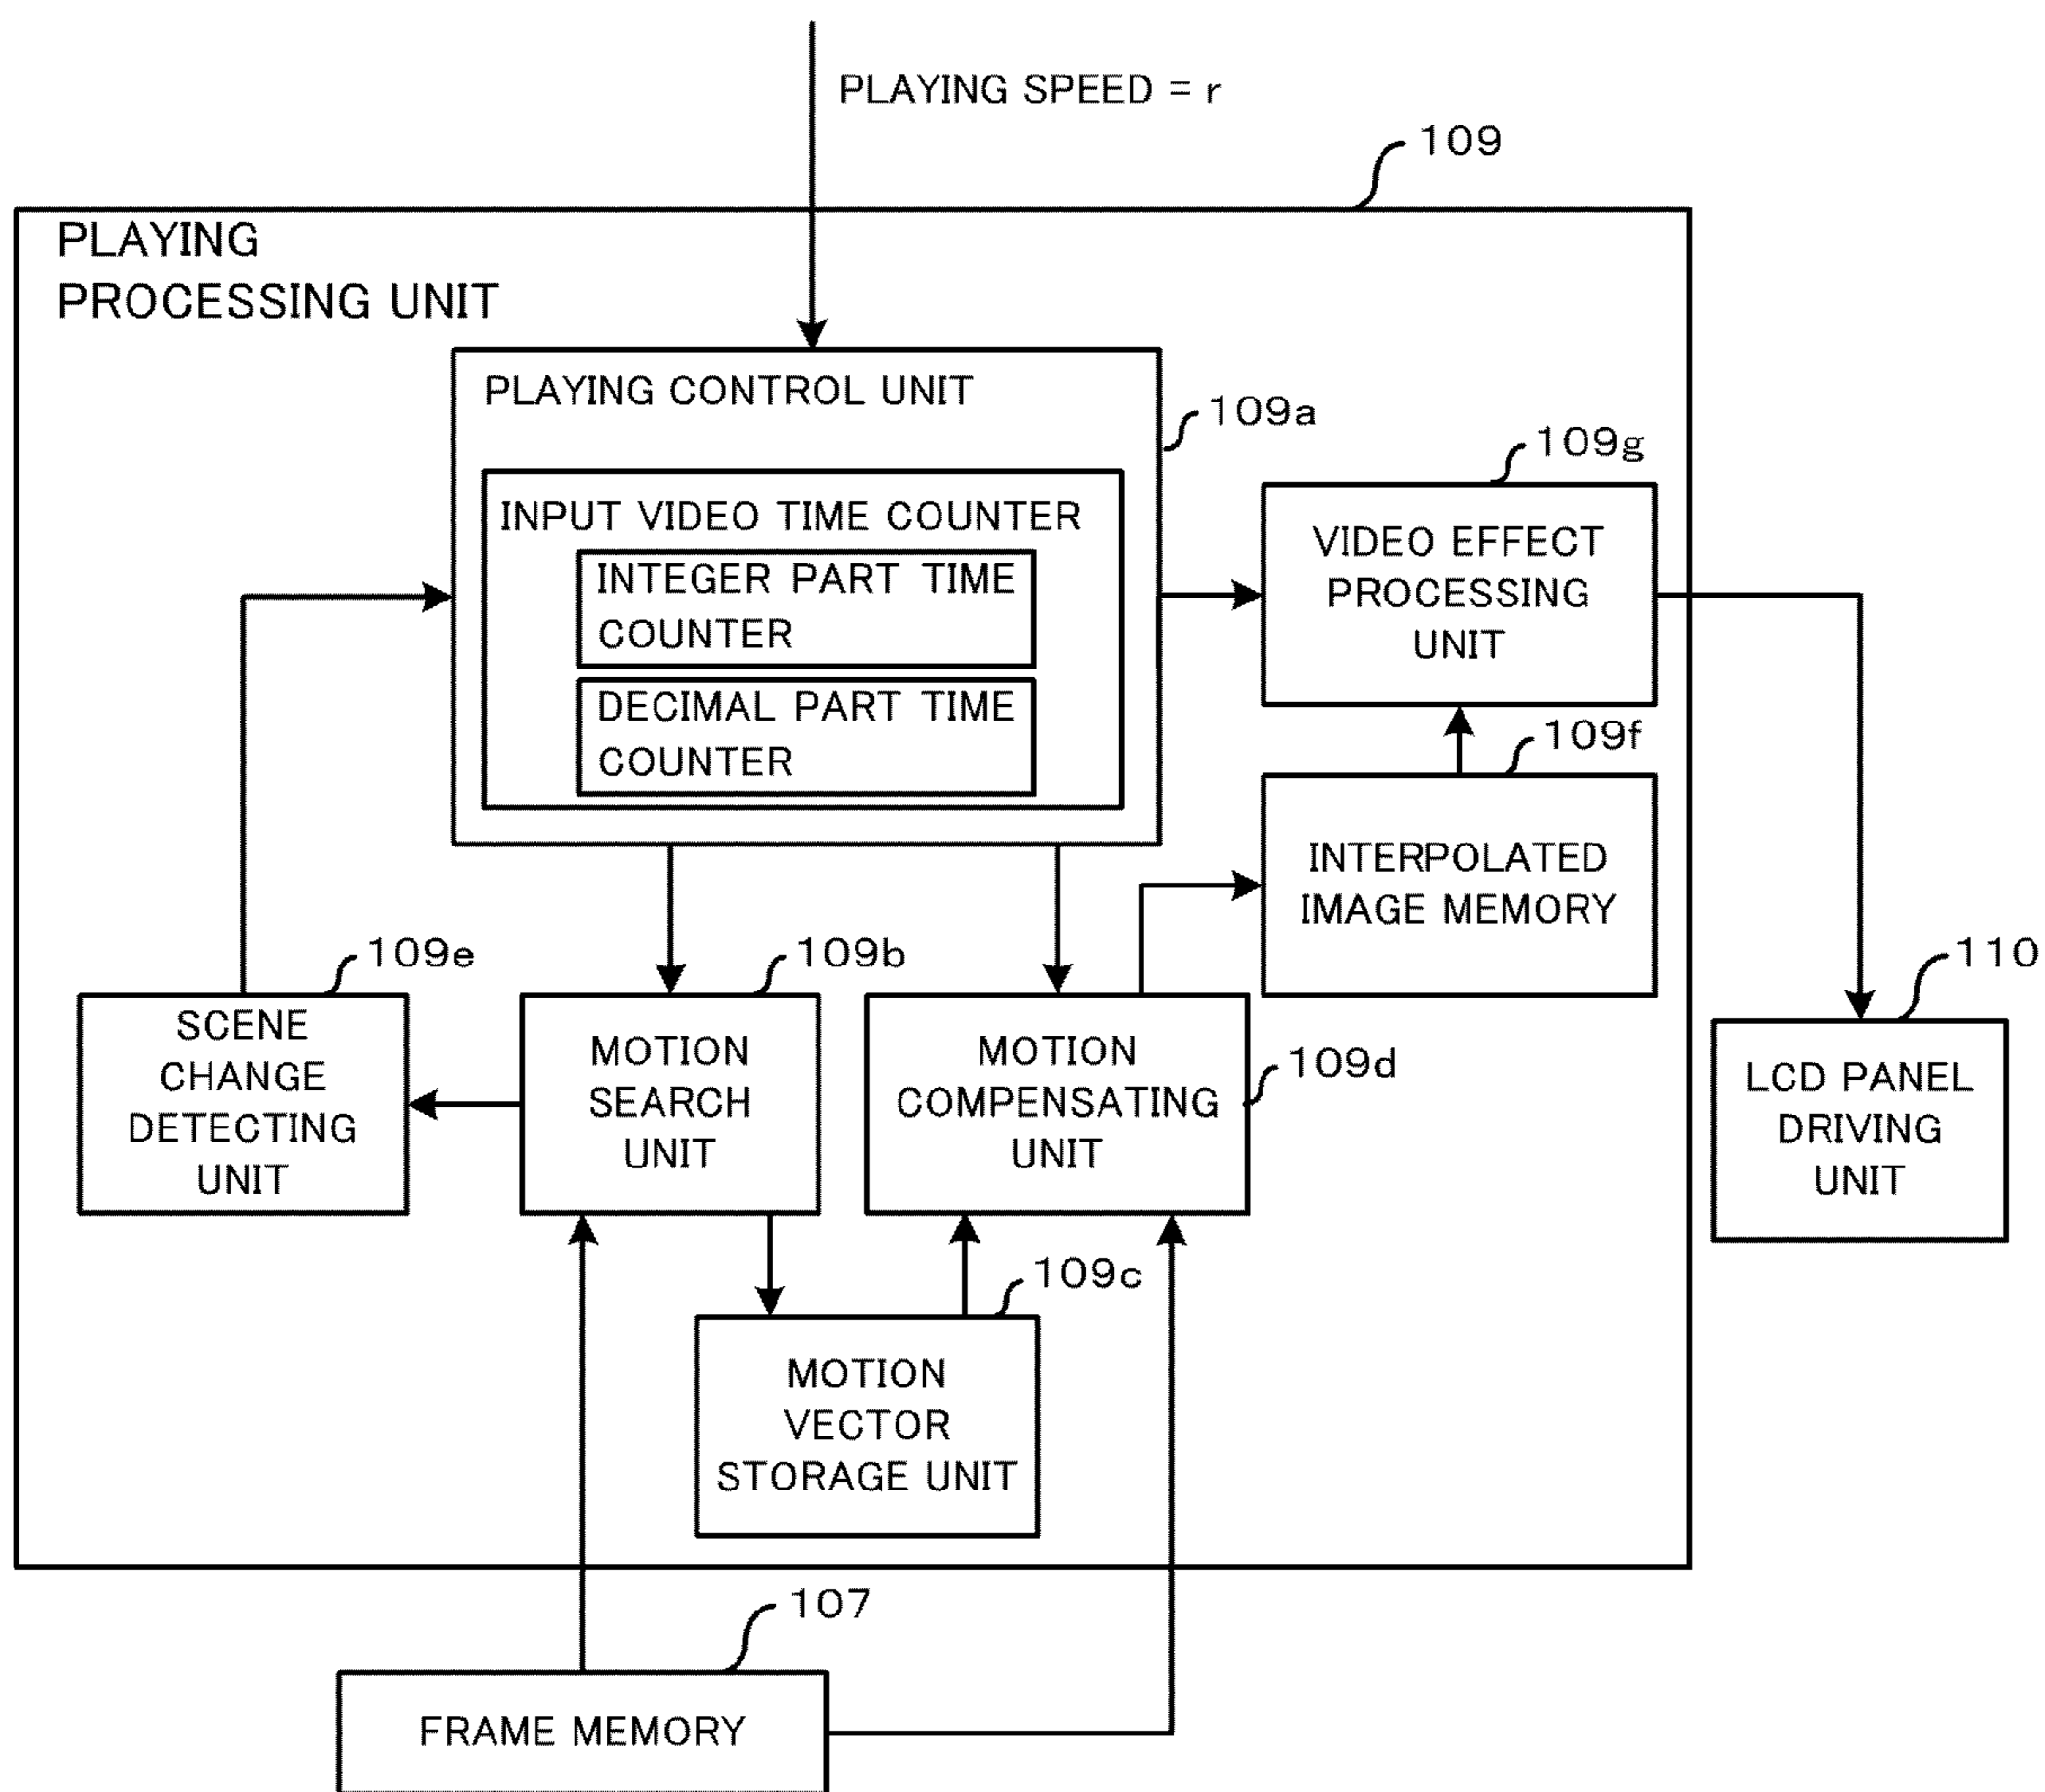 PLAYING SPEED = r
109
PLAYING
PROCESSING UNIT
PLAYING CONTROL UNIT
109a
INPUT VIDEO TIME COUNTER
INTEGER PART TIME
COUNTER
DECIMAL PART TIME
COUNTER
109g
VIDEO EFFECT
PROCESSING
UNIT
109f
INTERPOLATED
IMAGE MEMORY
109e
SCENE
CHANGE
DETECTING
UNIT
109b
MOTION
SEARCH
UNIT
MOTION
COMPENSATING
UNIT
109d
110
LCD PANEL
DRIVING
UNIT
109c
MOTION
VECTOR
STORAGE UNIT
107
FRAME MEMORY